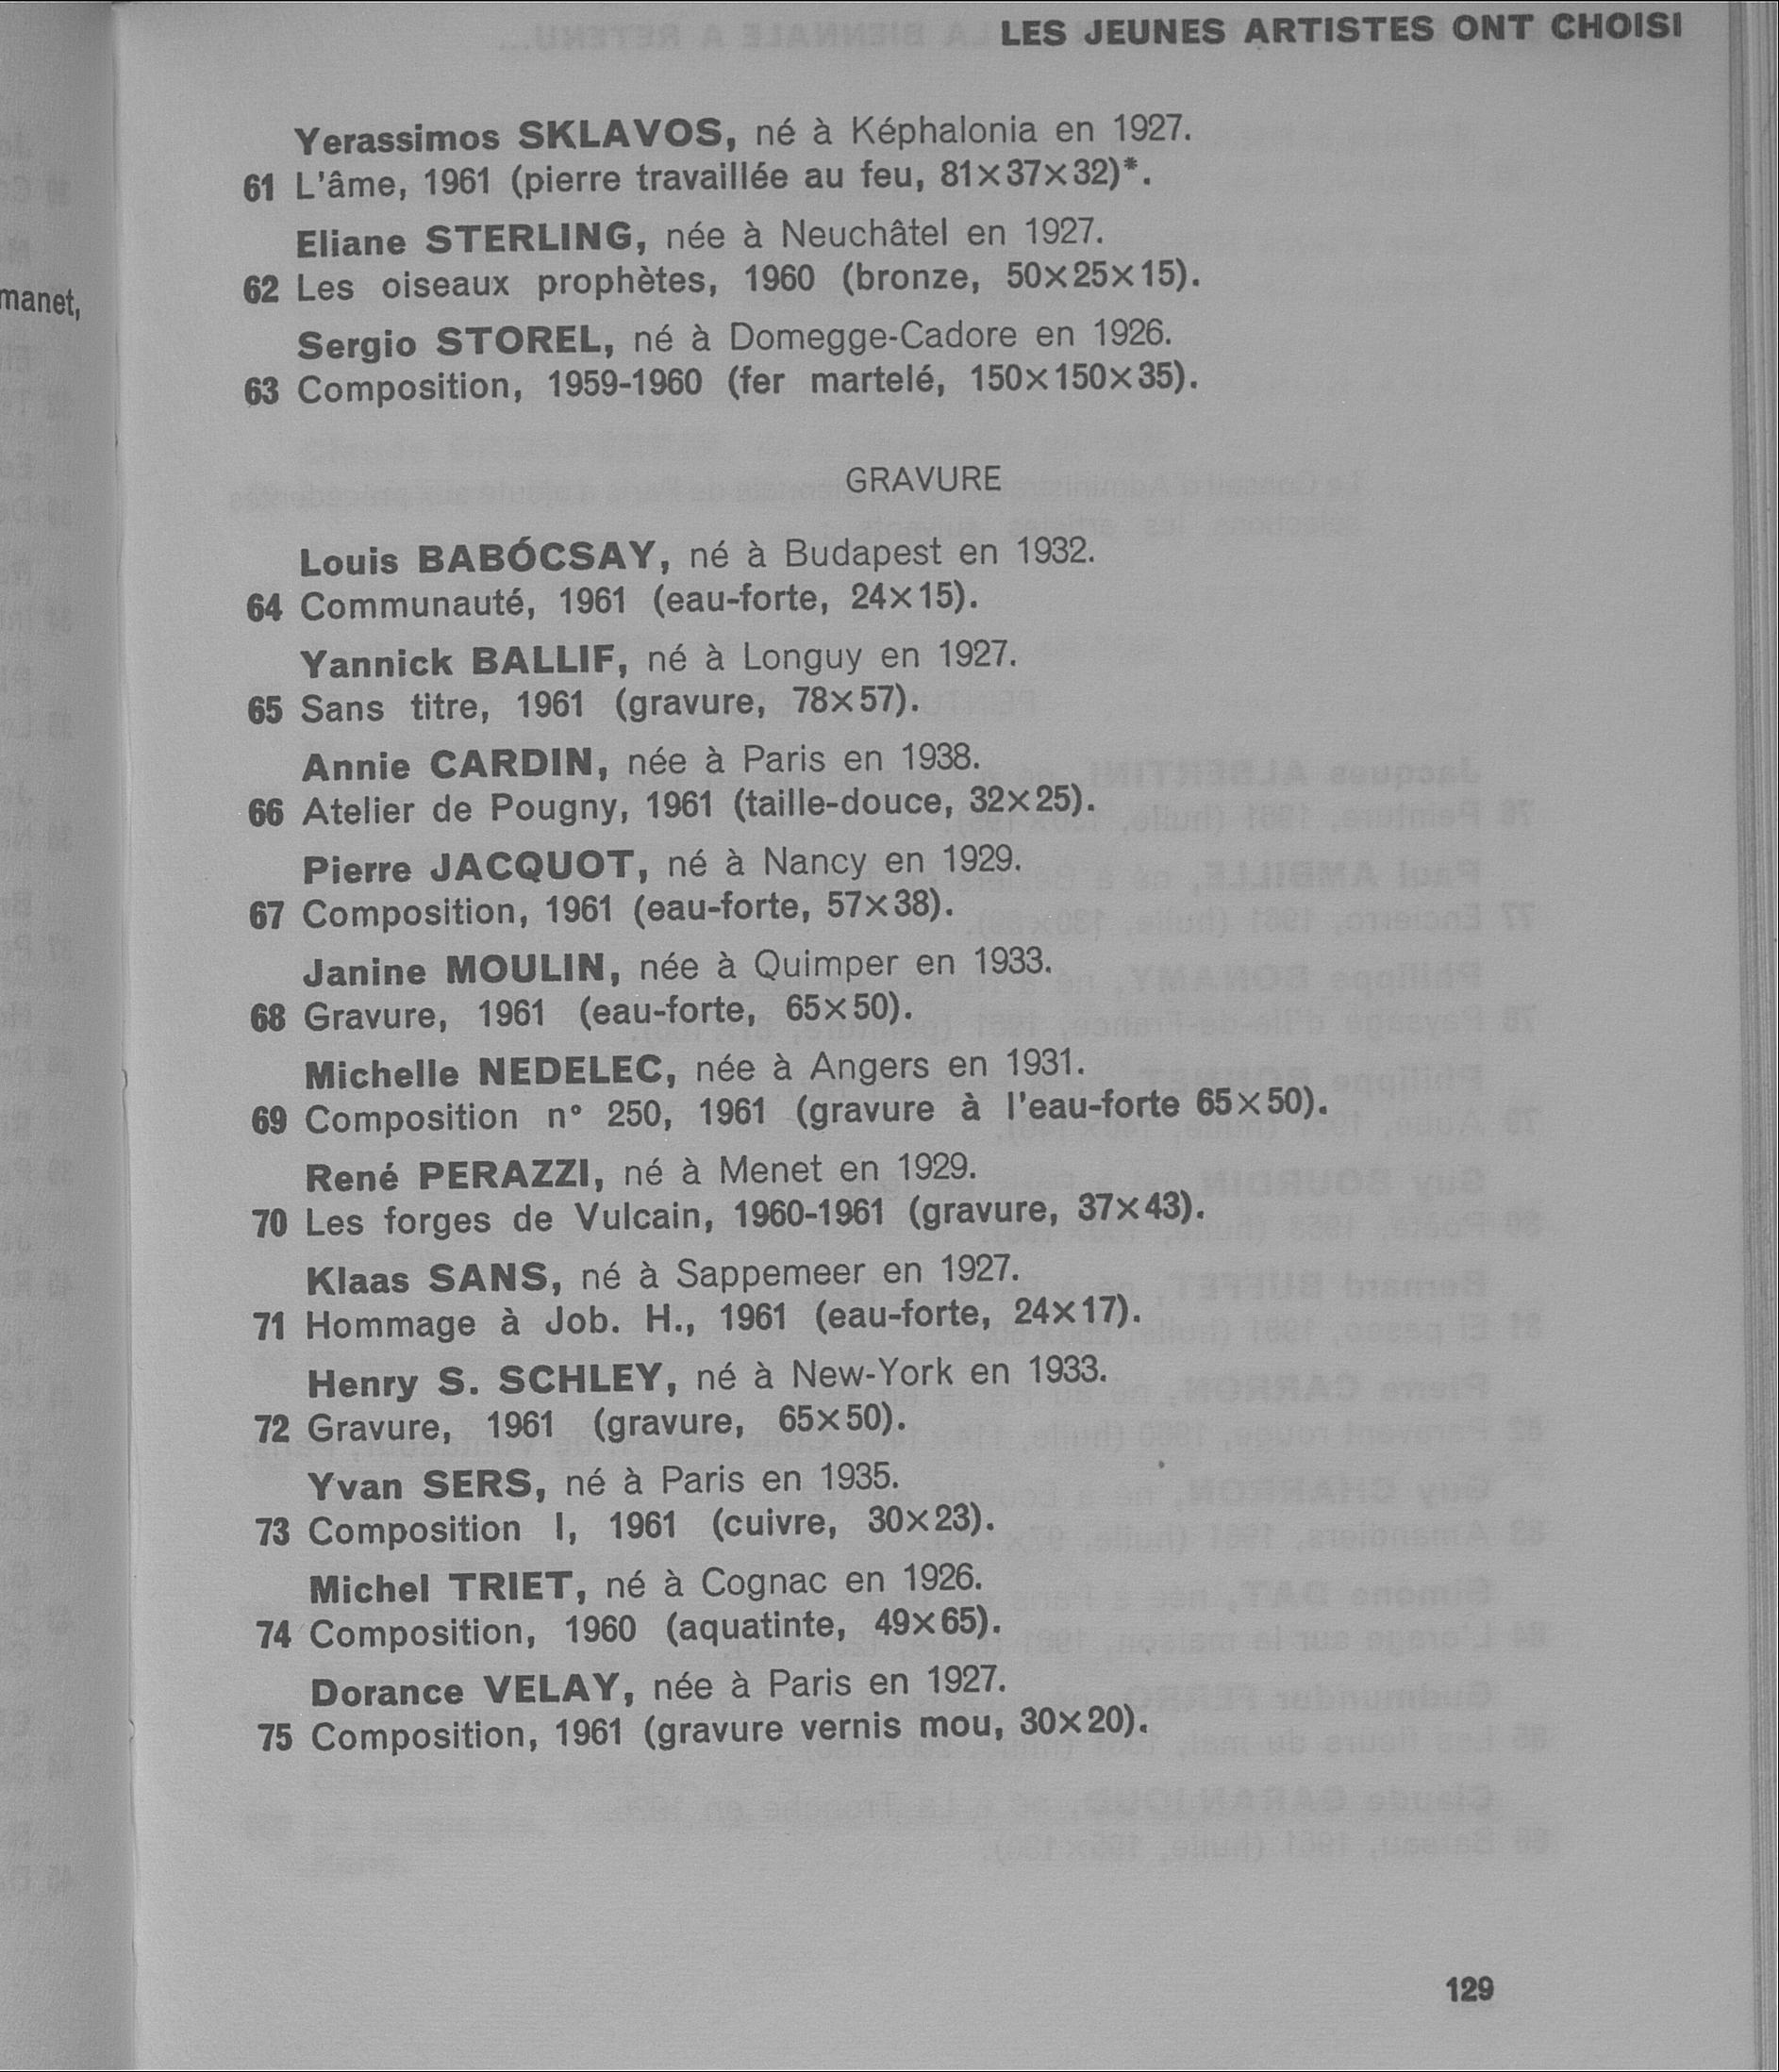 LES JEUNES ARTISTES ONT CHOISI
Yerassimos SKLAVOS, né à Képhalonia en 1927.
61 L'âme, 1961 (pierre travaillée au feu, 81×37×32)*.
Eliane STERLING, née à Neuchâtel en 1927.
62 Les oiseaux prophètes, 1960 (bronze, 50×25×15).
manet,
Sergio STOREL, né à Domegge-Cadore en 1926.
63 Composition, 1959-1960 (fer martelé, 150×150×35).
GRAVURE
Louis BABÓCSAY, né à Budapest en 1932.
64 Communauté, 1961 (eau-forte, 24×15).
Yannick BALLIF, né à Longuy en 1927.
65 Sans titre, 1961 (gravure, 78×57).
Annie CARDIN, née à Paris en 1938.
66 Atelier de Pougny, 1961 (taille-douce, 32×25).
Pierre JACQUOT, né à Nancy en 1929.
67 Composition, 1961 (eau-forte, 57×38).
Janine MOULIN, née à Quimper en 1933.
68 Gravure, 1961 (eau-forte, 65×50).
Michelle NEDELEC, née à Angers en 1931.
69 Composition n° 250, 1961 (gravure à l'eau-forte 65×50).
René PERAZZI, né à Menet en 1929.
70 Les forges de Vulcain, 1960-1961 (gravure, 37×43).
Klaas SANS, né à Sappemeer en 1927.
71 Hommage à Job. H., 1961 (eau-forte, 24×17).
Henry S. SCHLEY, né à New-York en 1933.
72 Gravure, 1961 (gravure, 65×50).
Yvan SERS, né à Paris en 1935.
73 Composition I, 1961 (cuivre, 30×23).
Michel TRIET, né à Cognac en 1926.
74 Composition, 1960 (aquatinte, 49×65).
Dorance VELAY, née à Paris en 1927.
75 Composition, 1961 (gravure vernis mou, 30×20).
129